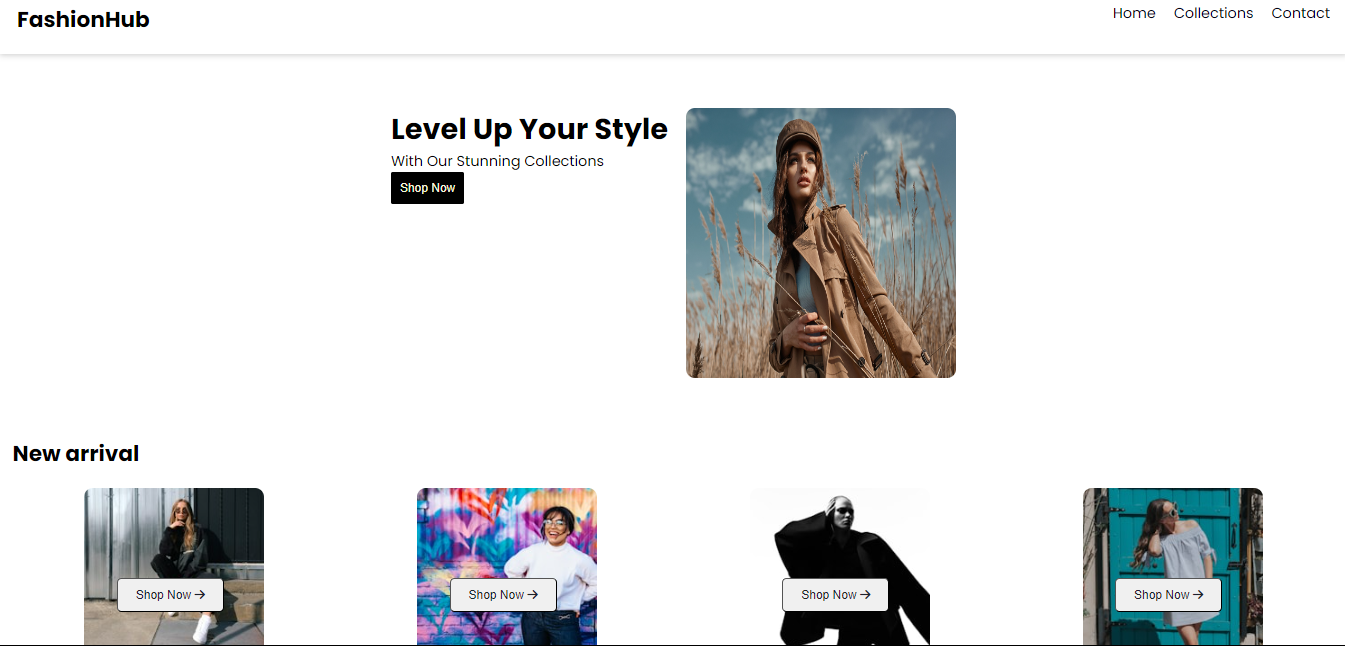 FashionHub
Home Collections Contact
Level Up Your Style
With Our Stunning Collections
Shop Now
New arrival
Shop Now → Shop Now → Shop Now → Shop Now →